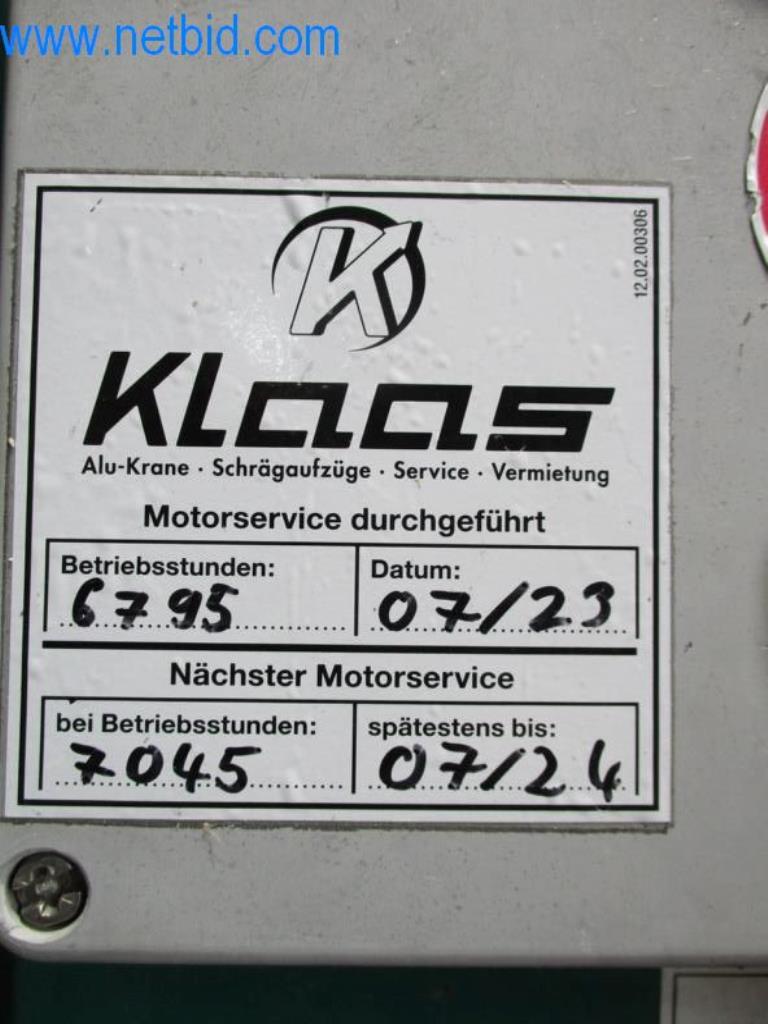 www.netbid.com
12.02.00306
K
Klaas
Alu-Krane · Schrägaufzüge · Service · Vermietung
Motorservice durchgeführt
Betriebsstunden: Datum:
6795 07/23
Nächster Motorservice
bei Betriebsstunden: spätestens bis:
7045 07/24